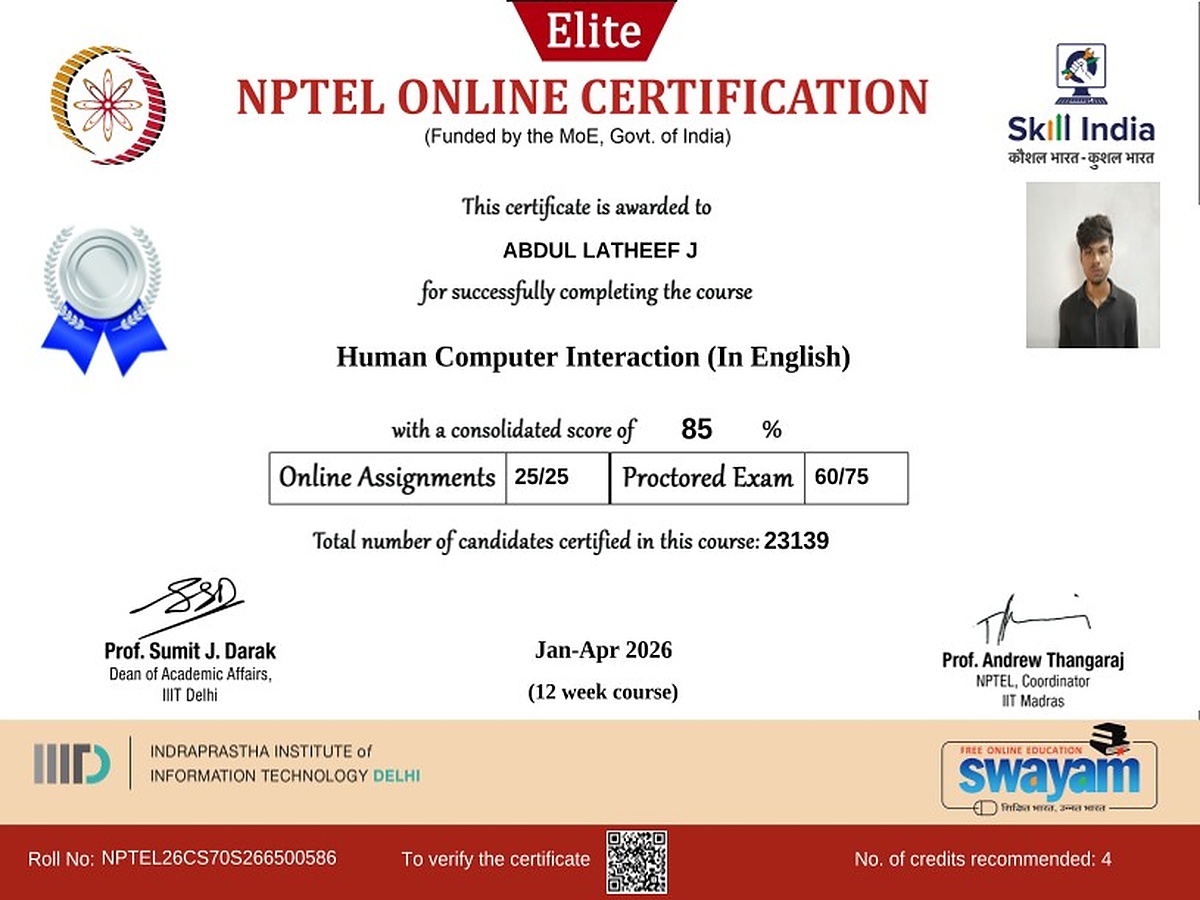 Elite
NPTEL ONLINE CERTIFICATION
(Funded by the MoE, Govt. of India)
Skill India
कौशल भारत - कुशल भारत
This certificate is awarded to
ABDUL LATHEEF J
for successfully completing the course
Human Computer Interaction (In English)
with a consolidated score of 85 %
Online Assignments 25/25 Proctored Exam 60/75
Total number of candidates certified in this course: 23139
Prof. Sumit J. Darak
Dean of Academic Affairs,
IIIT Delhi
Jan-Apr 2026
(12 week course)
Prof. Andrew Thangaraj
NPTEL, Coordinator
IIT Madras
IIITD
INDRAPRASTHA INSTITUTE of
INFORMATION TECHNOLOGY DELHI
FREE ONLINE EDUCATION
swayam
शिक्षित भारत, उन्नत भारत
Roll No: NPTEL26CS70S266500586
To verify the certificate
No. of credits recommended: 4